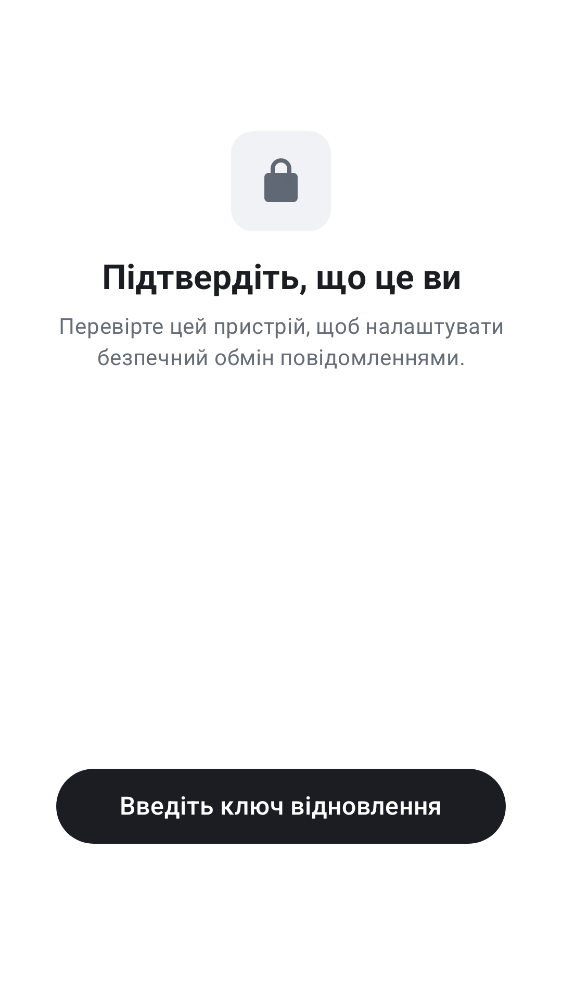 Підтвердіть, що це ви
Перевірте цей пристрій, щоб налаштувати
безпечний обмін повідомленнями.
Введіть ключ відновлення